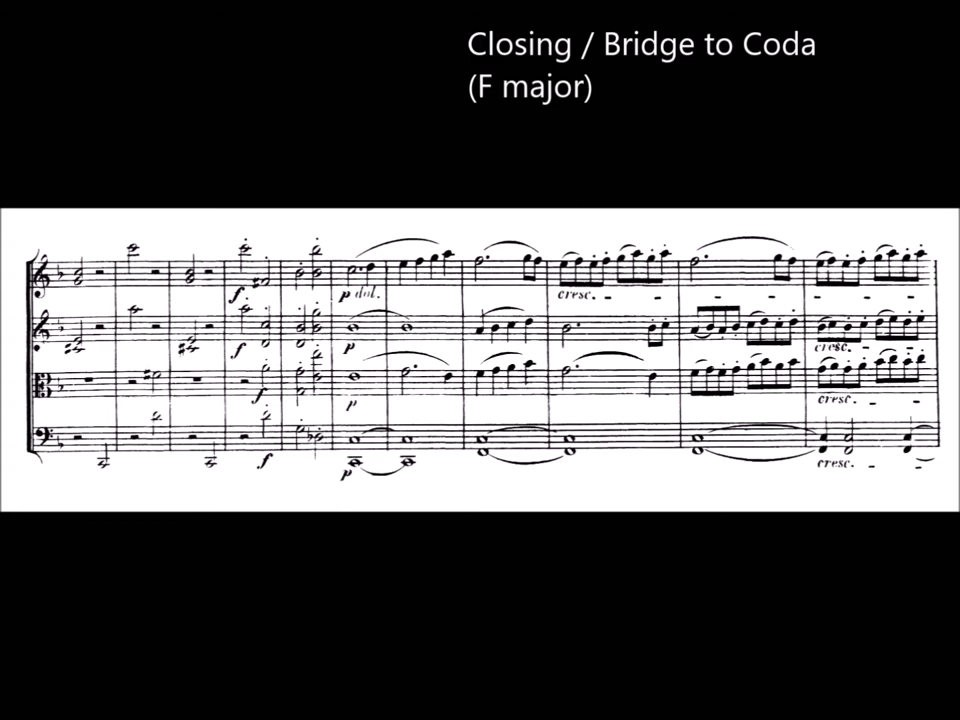 Closing / Bridge to Coda
(F major)
f
p dol.
cresc.
f
p
cresc.
f
p
cresc.
f
p
cresc.